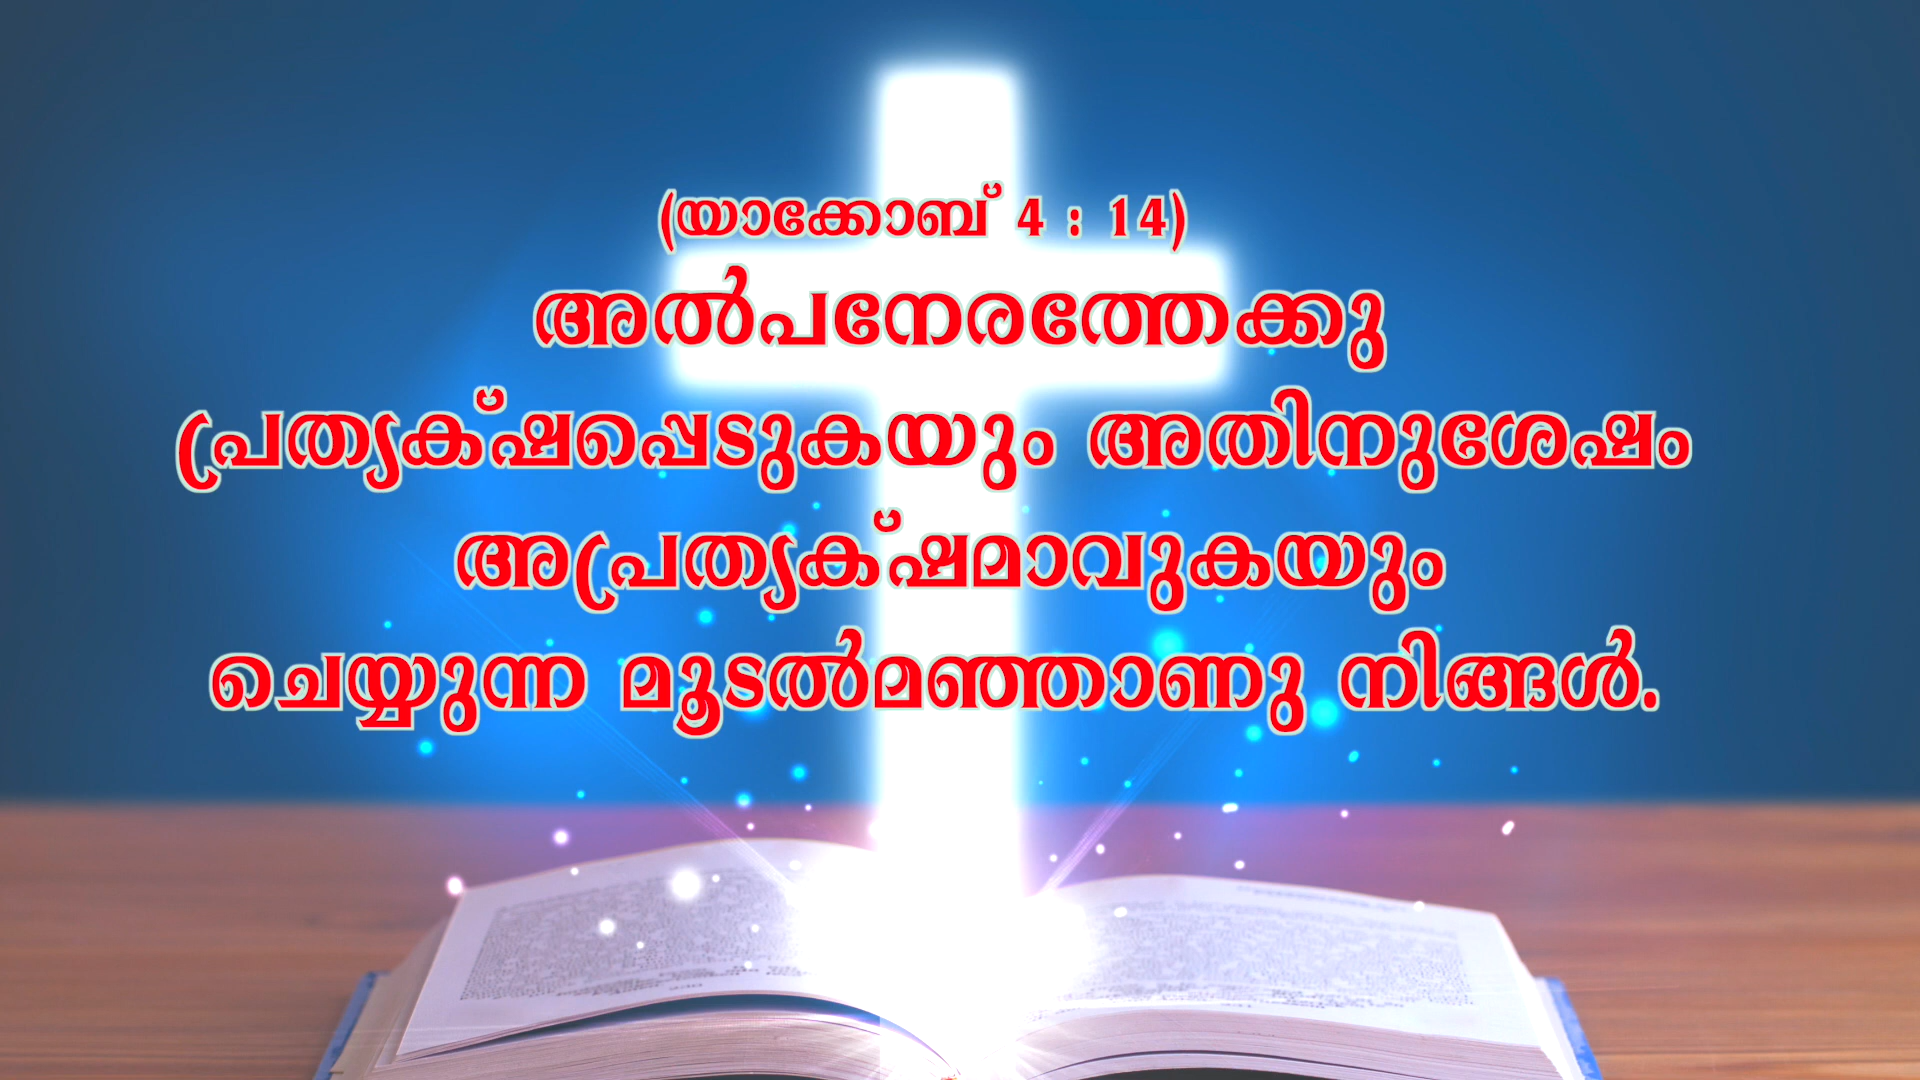 (യാക്കോബ് 4 : 14)
അൽപനേരത്തേക്കു
പ്രത്യക്‌ഷപ്പെടുകയും അതിനുശേഷം
അപ്രത്യക്‌ഷമാവുകയും
ചെയ്യുന്ന മൂടൽമഞ്ഞാണു നിങ്ങൾ.